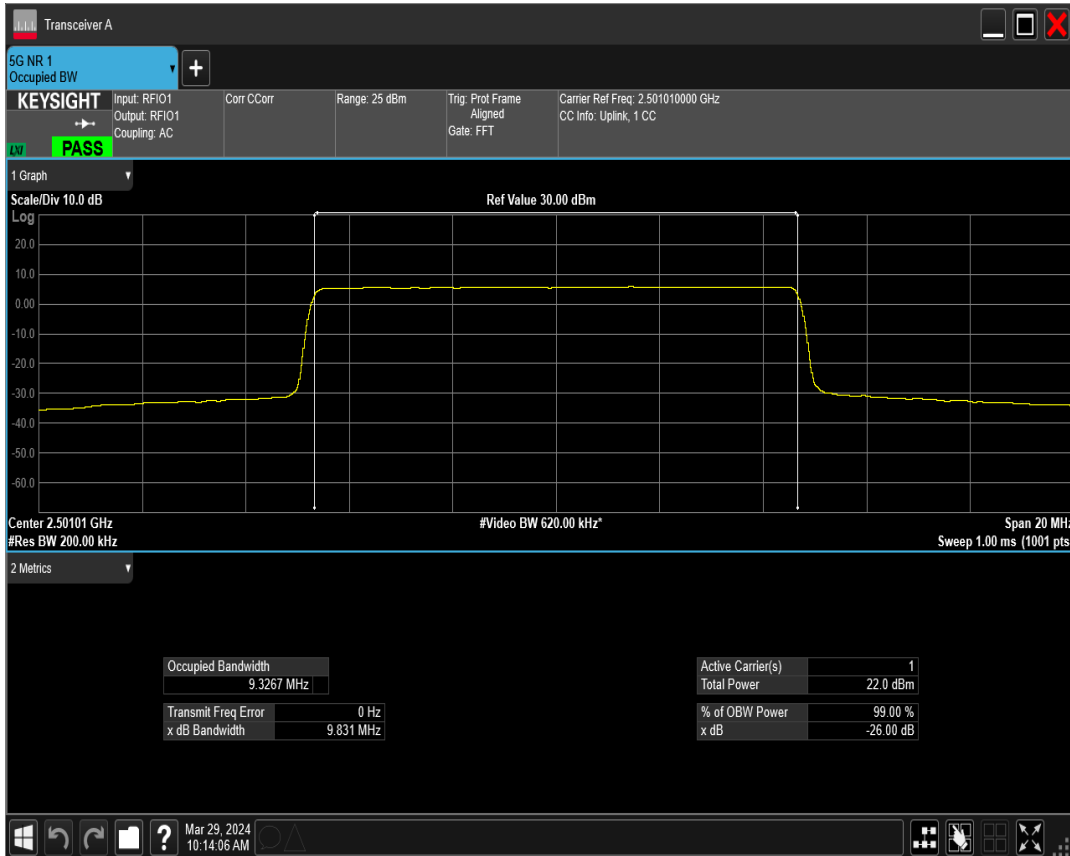 Transceiver A
5G NR 1
Occupied BW
KEYSIGHT
LXI
PASS
Input: RFIO1
Output: RFIO1
Coupling: AC
Corr CCorr
Range: 25 dBm
Trig: Prot Frame
Aligned
Gate: FFT
Carrier Ref Freq: 2.501010000 GHz
CC Info: Uplink, 1 CC
1 Graph
Scale/Div 10.0 dB
Ref Value 30.00 dBm
Log
20.0
10.0
0.00
-10.0
-20.0
-30.0
-40.0
-50.0
-60.0
Center 2.50101 GHz
#Video BW 620.00 kHz*
Span 20 MHz
#Res BW 200.00 kHz
Sweep 1.00 ms (1001 pts
2 Metrics
Occupied Bandwidth
9.3267 MHz
Transmit Freq Error 0 Hz
x dB Bandwidth 9.831 MHz
Active Carrier(s) 1
Total Power 22.0 dBm
% of OBW Power 99.00 %
x dB -26.00 dB
?
Mar 29, 2024
10:14:06 AM